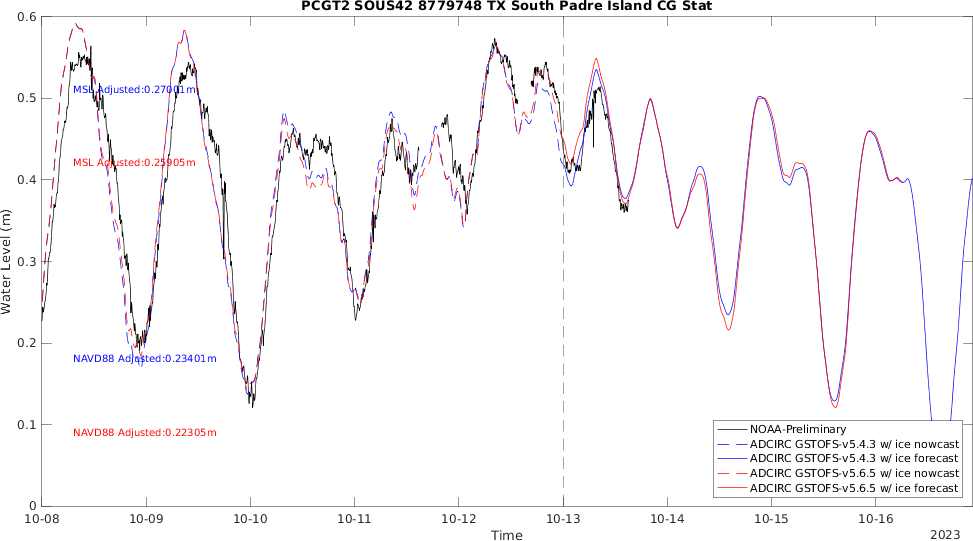 PCGT2 SOUS42 8779748 TX South Padre Island CG Stat
0.6
0.5
0.4
0.3
0.2
0.1
0
Water Level (m)
MSL Adjusted:0.27001m
MSL Adjusted:0.25905m
NAVD88 Adjusted:0.23401m
NAVD88 Adjusted:0.22305m
NOAA-Preliminary
ADCIRC GSTOFS-v5.4.3 w/ ice nowcast
ADCIRC GSTOFS-v5.4.3 w/ ice forecast
ADCIRC GSTOFS-v5.6.5 w/ ice nowcast
ADCIRC GSTOFS-v5.6.5 w/ ice forecast
10-08 10-09 10-10 10-11 10-12 10-13 10-14 10-15 10-16
Time
2023